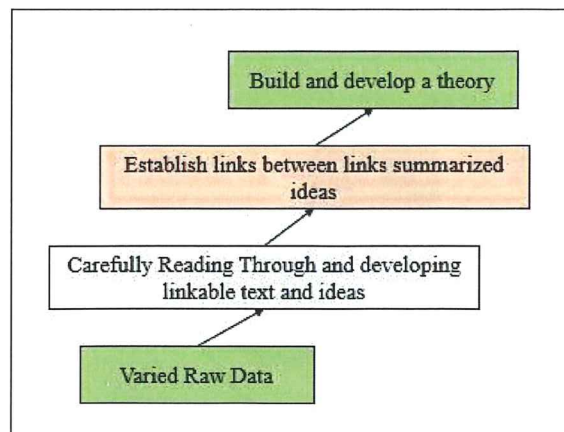 Build and develop a theory
Establish links between links summarized
ideas
Carefully Reading Through and developing
linkable text and ideas
Varied Raw Data